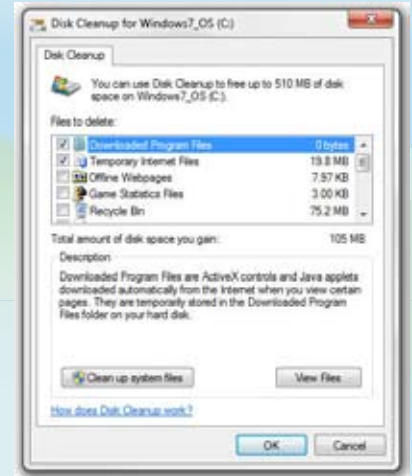 Disk Cleanup for Windows7_OS (C:)
Disk Cleanup
You can use Disk Cleanup to free up to 510 MB of disk
space on Windows7_OS (C:).
Files to delete:
Downloaded Program Files 0 bytes
Temporary Internet Files 19.8 MB
Offline Webpages 7.97 KB
Game Statistics Files 3.00 KB
Recycle Bin 75.2 MB
Total amount of disk space you gain: 105 MB
Description
Downloaded Program Files are ActiveX controls and Java applets
downloaded automatically from the Internet when you view certain
pages. They are temporarily stored in the Downloaded Program
Files folder on your hard disk.
Clean up system files View Files
How does Disk Cleanup work?
OK Cancel